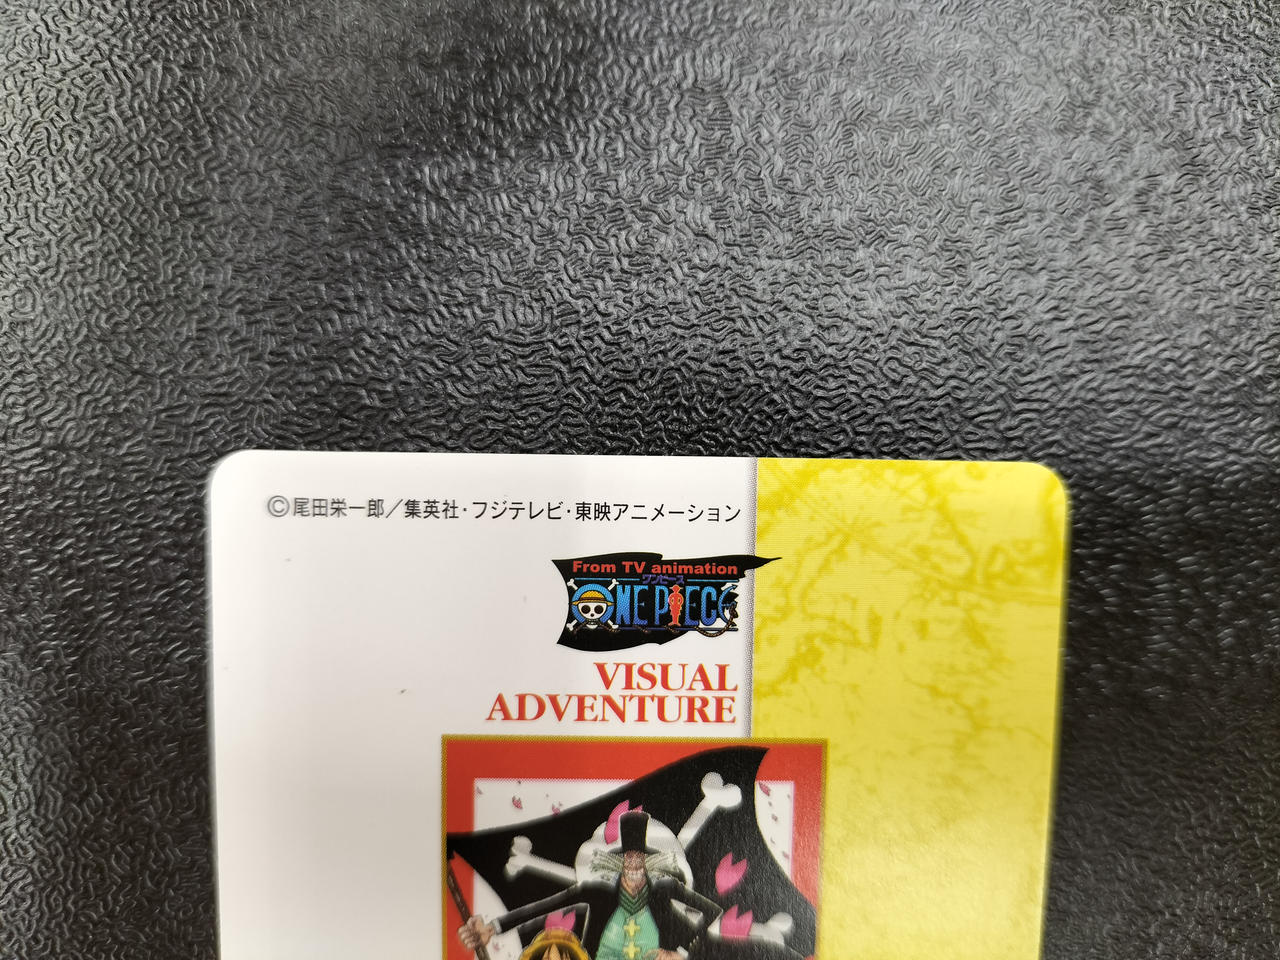 ©尾田栄一郎／集英社・フジテレビ・東映アニメーション
From TV animation
ワンピース
ONE PIECE
VISUAL
ADVENTURE